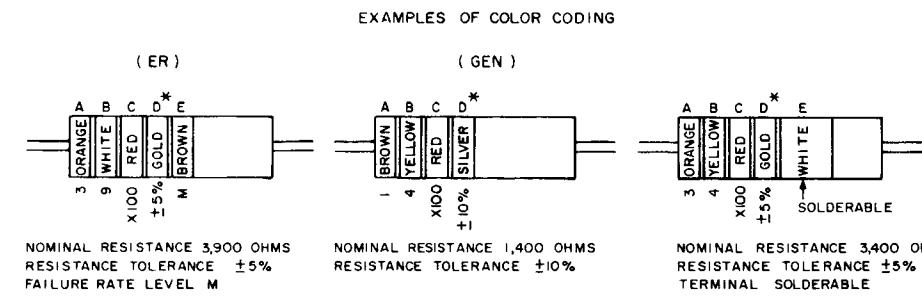 EXAMPLES OF COLOR CODING
(ER)
A B C D* E
ORANGE WHITE RED GOLD BROWN
3 9 X100 ±5% M
NOMINAL RESISTANCE 3,900 OHMS
RESISTANCE TOLERANCE ±5%
FAILURE RATE LEVEL M
(GEN)
A B C D*
BROWN YELLOW RED SILVER
1 4 X100 ±10%
NOMINAL RESISTANCE 1,400 OHMS
RESISTANCE TOLERANCE ±10%
A B C D* E
ORANGE YELLOW RED GOLD WHITE
3 4 X100 ±5% SOLDERABLE
NOMINAL RESISTANCE 3,400
RESISTANCE TOLERANCE ±5%
TERMINAL SOLDERABLE